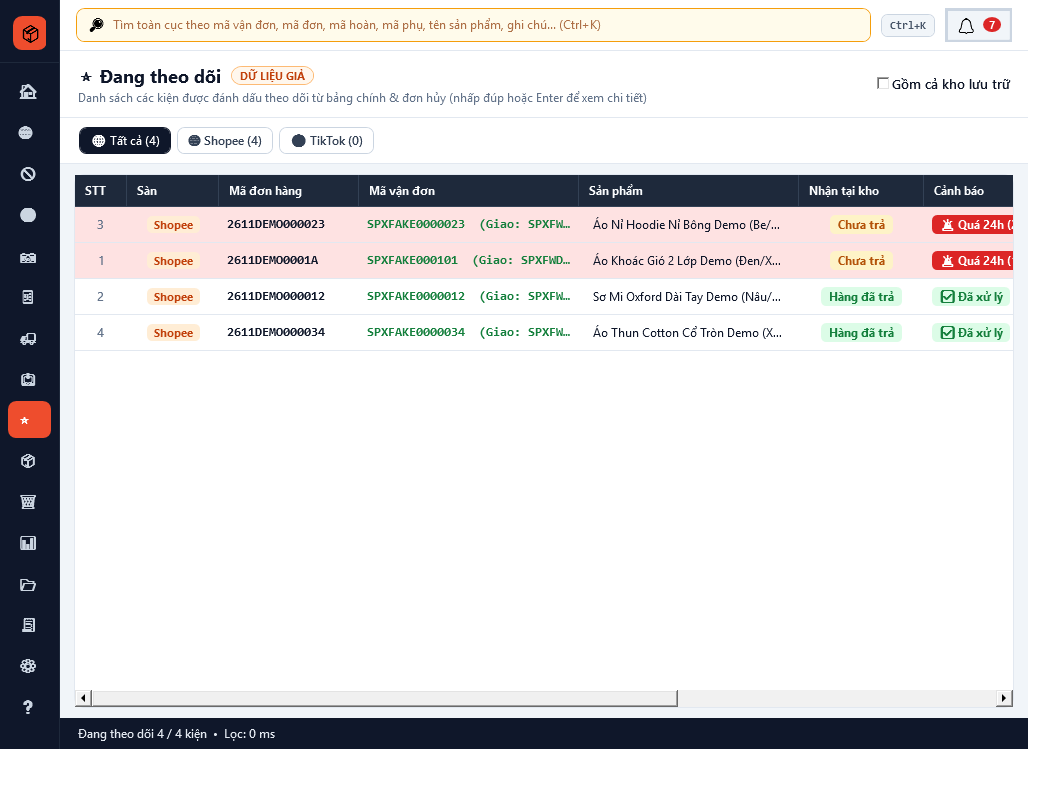 Tìm toàn cục theo mã vận đơn, mã đơn, mã hoàn, mã phụ, tên sản phẩm, ghi chú... (Ctrl+K)
Ctrl+K
7
Đang theo dõi
DỮ LIỆU GIẢ
Danh sách các kiện được đánh dấu theo dõi từ bảng chính & đơn hủy (nhấp đúp hoặc Enter để xem chi tiết)
Gồm cả kho lưu trữ
Tất cả (4) Shopee (4) TikTok (0)
STT Sàn Mã đơn hàng Mã vận đơn Sản phẩm Nhận tại kho Cảnh báo
3 Shopee 2611DEMO000023 SPXFAKE0000023 (Giao: SPXFW… Áo Nỉ Hoodie Nỉ Bông Demo (Be/… Chưa trả Quá 24h (
1 Shopee 2611DEMO0001A SPXFAKE000101 (Giao: SPXFWD… Áo Khoác Gió 2 Lớp Demo (Đen/X… Chưa trả Quá 24h (
2 Shopee 2611DEMO000012 SPXFAKE0000012 (Giao: SPXFW… Sơ Mi Oxford Dài Tay Demo (Nâu/… Hàng đã trả Đã xử lý
4 Shopee 2611DEMO000034 SPXFAKE0000034 (Giao: SPXFW… Áo Thun Cotton Cổ Tròn Demo (X… Hàng đã trả Đã xử lý
Đang theo dõi 4 / 4 kiện • Lọc: 0 ms